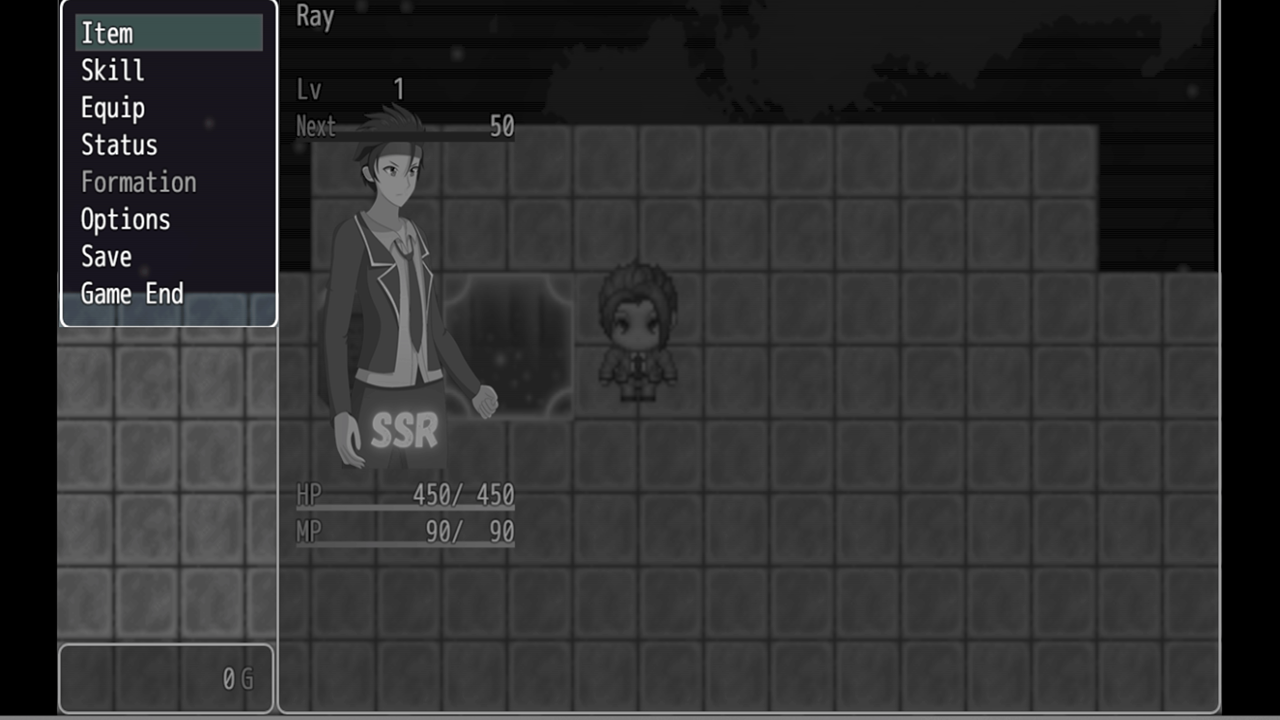 Item
Skill
Equip
Status
Formation
Options
Save
Game End
Ray
Lv 1
Next 50
SSR
HP 450/ 450
MP 90/ 90
0 G